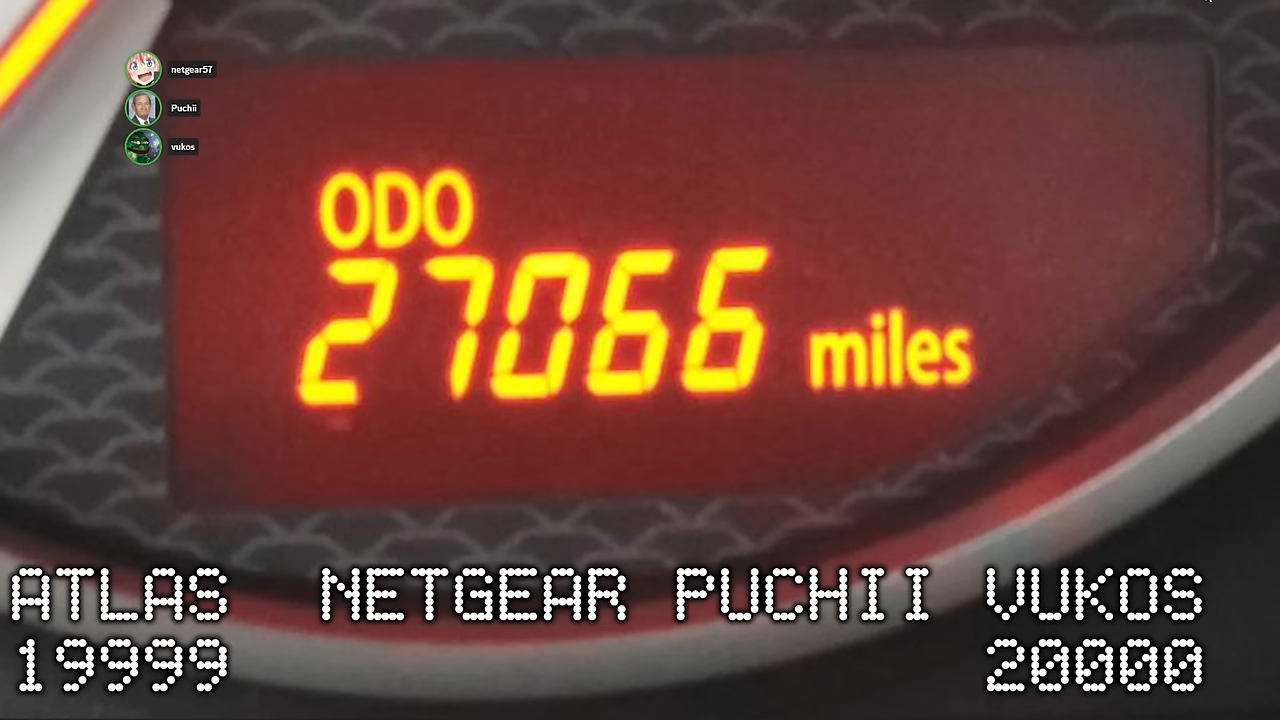 netgear57
Puchii
vukos
ODO
27066 miles
ATLAS NETGEAR PUCHII VUKOS
19999 20000